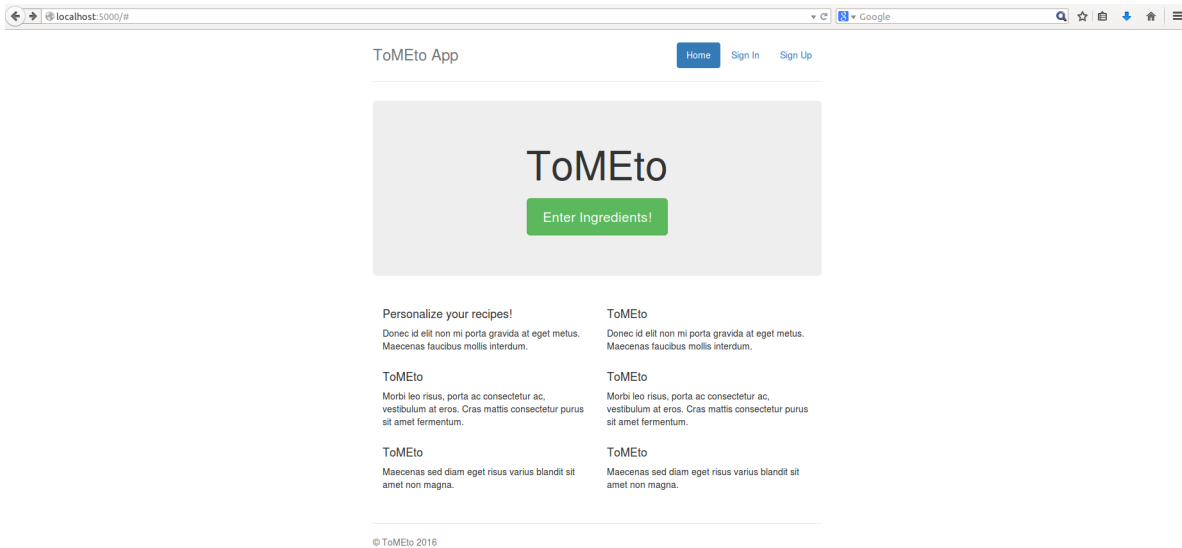 localhost:5000/#
Google
ToMEto App
Home Sign In Sign Up
ToMEto
Enter Ingredients!
Personalize your recipes!
Donec id elit non mi porta gravida at eget metus.
Maecenas faucibus mollis interdum.
ToMEto
Donec id elit non mi porta gravida at eget metus.
Maecenas faucibus mollis interdum.
ToMEto
Morbi leo risus, porta ac consectetur ac,
vestibulum at eros. Cras mattis consectetur purus
sit amet fermentum.
ToMEto
Morbi leo risus, porta ac consectetur ac,
vestibulum at eros. Cras mattis consectetur purus
sit amet fermentum.
ToMEto
Maecenas sed diam eget risus varius blandit sit
amet non magna.
ToMEto
Maecenas sed diam eget risus varius blandit sit
amet non magna.
© ToMEto 2016